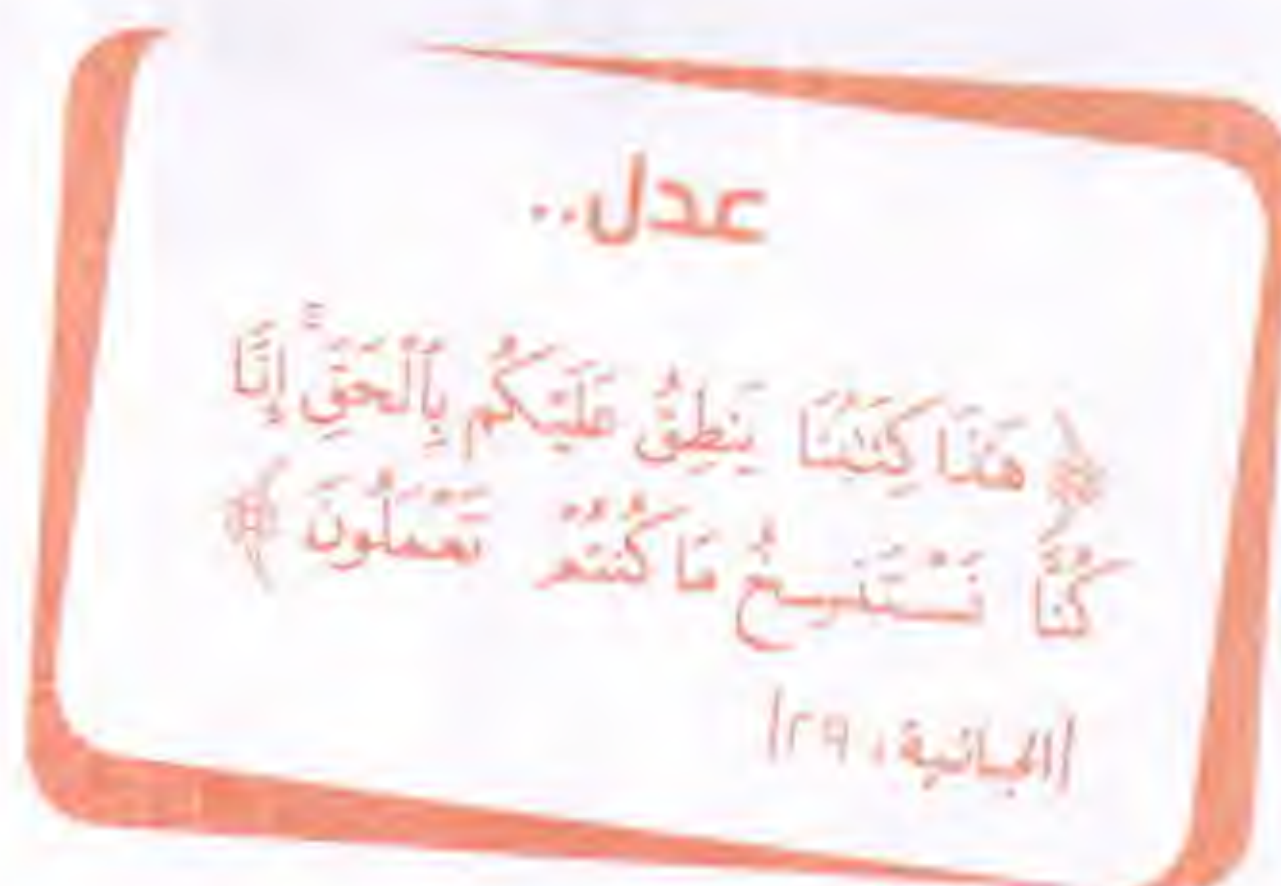 عدل..
﴿ هَٰذَا كِتَٰبُنَا يَنطِقُ عَلَيْكُم بِٱلْحَقِّ ۚ إِنَّا
كُنَّا نَسْتَنسِخُ مَا كُنتُمْ تَعْمَلُونَ ﴾
/الجاثية، ٢٩/